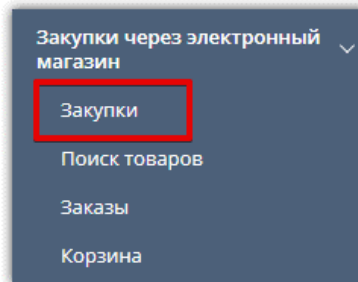 Закупки через электронный
магазин
Закупки
Поиск товаров
Заказы
Корзина